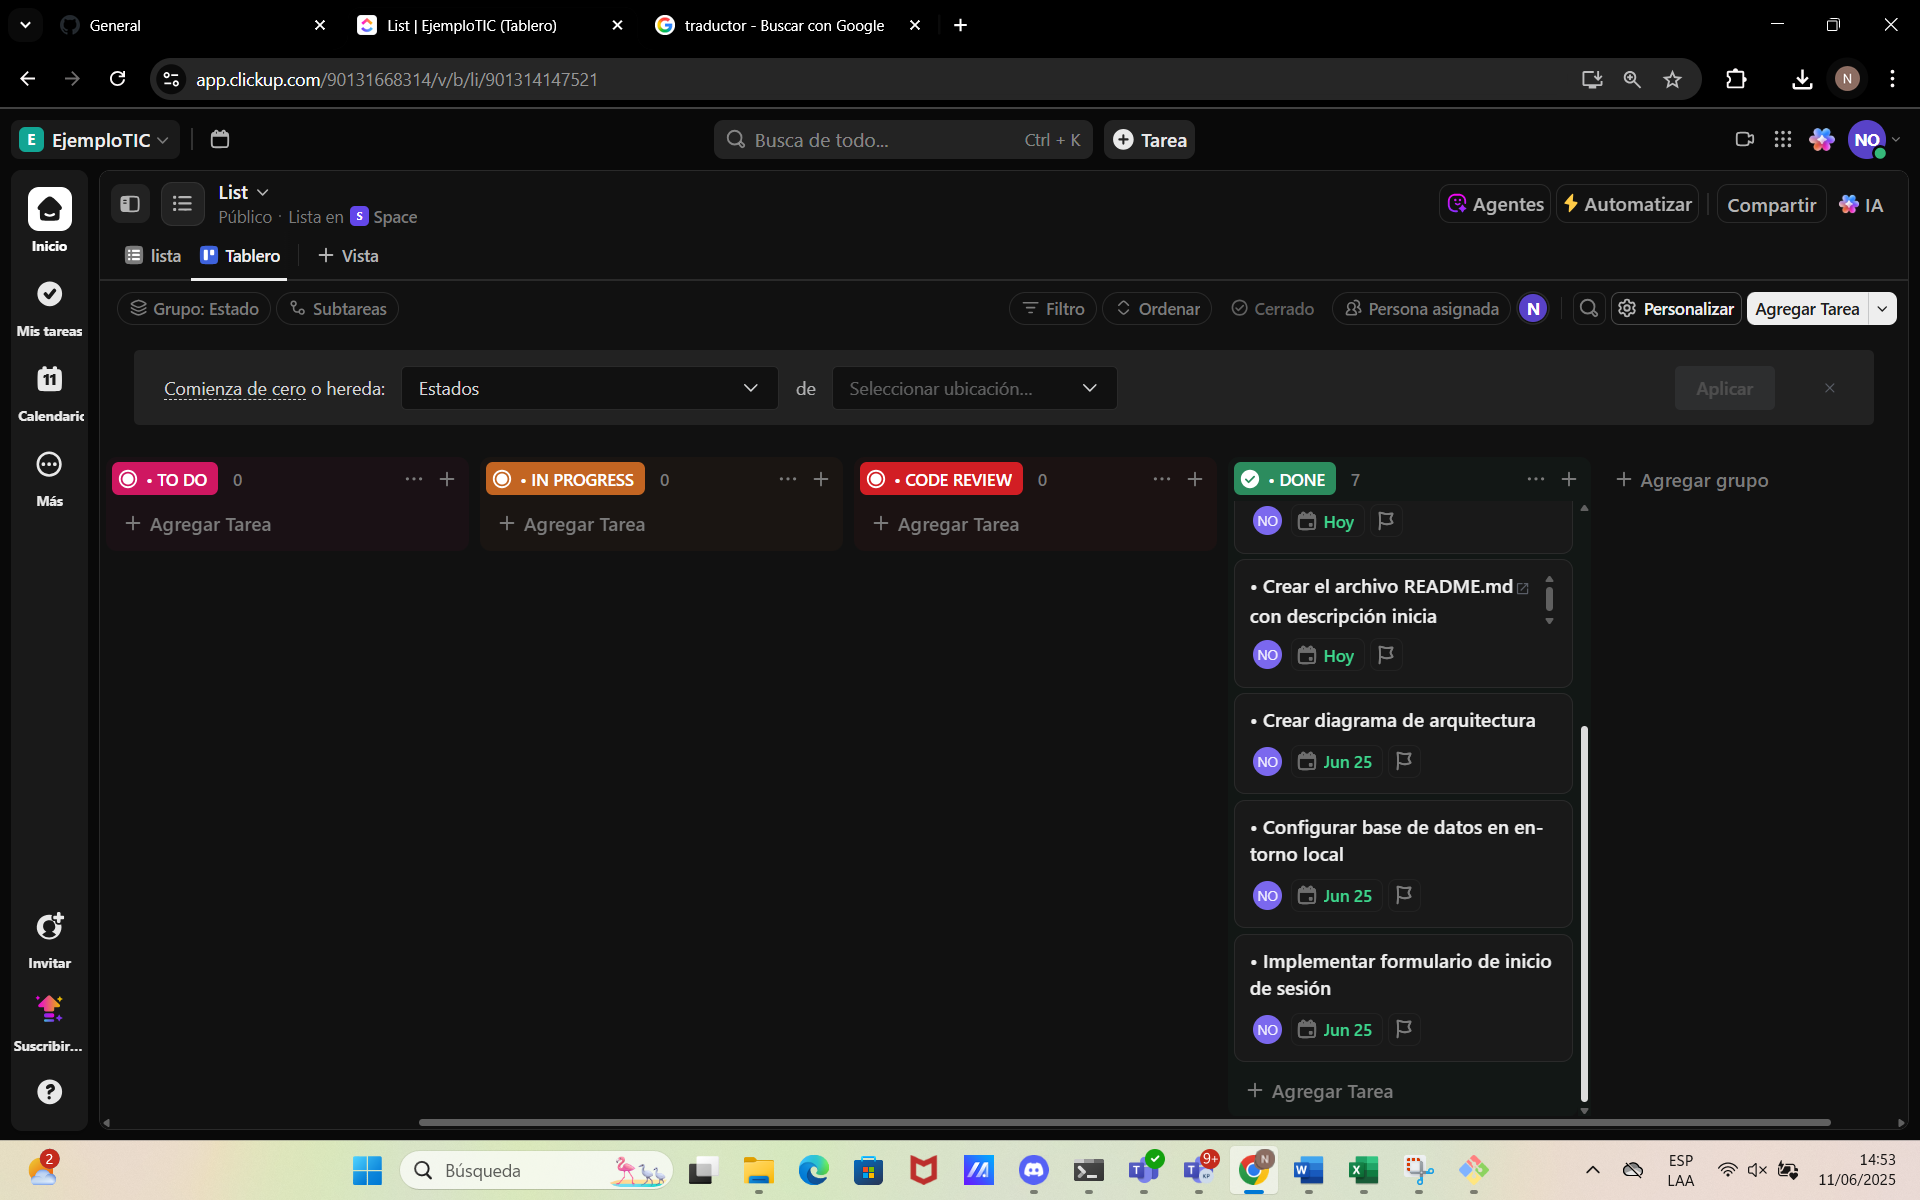 General
List | EjemploTIC (Tablero)
traductor - Buscar con Google
app.clickup.com/90131668314/v/b/li/901314147521
N
E EjemploTIC
Busca de todo...
Ctrl + K
Tarea
NO
List
Público · Lista en S Space
Agentes
Automatizar
Compartir
IA
lista
Tablero
Vista
Grupo: Estado
Subtareas
Filtro
Ordenar
Cerrado
Persona asignada
N
Personalizar
Agregar Tarea
Comienza de cero o hereda:
Estados
de
Seleccionar ubicación...
Aplicar
• TO DO 0
Agregar Tarea
• IN PROGRESS 0
Agregar Tarea
• CODE REVIEW 0
Agregar Tarea
• DONE 7
Agregar grupo
NO Hoy
• Crear el archivo README.md
con descripción inicia
NO Hoy
• Crear diagrama de arquitectura
NO Jun 25
• Configurar base de datos en en-
torno local
NO Jun 25
• Implementar formulario de inicio
de sesión
NO Jun 25
Agregar Tarea
Inicio
Mis tareas
11
Calendaric
Más
Invitar
Suscribir...
?
2
Búsqueda
9+
N
ESP
LAA
14:53
11/06/2025